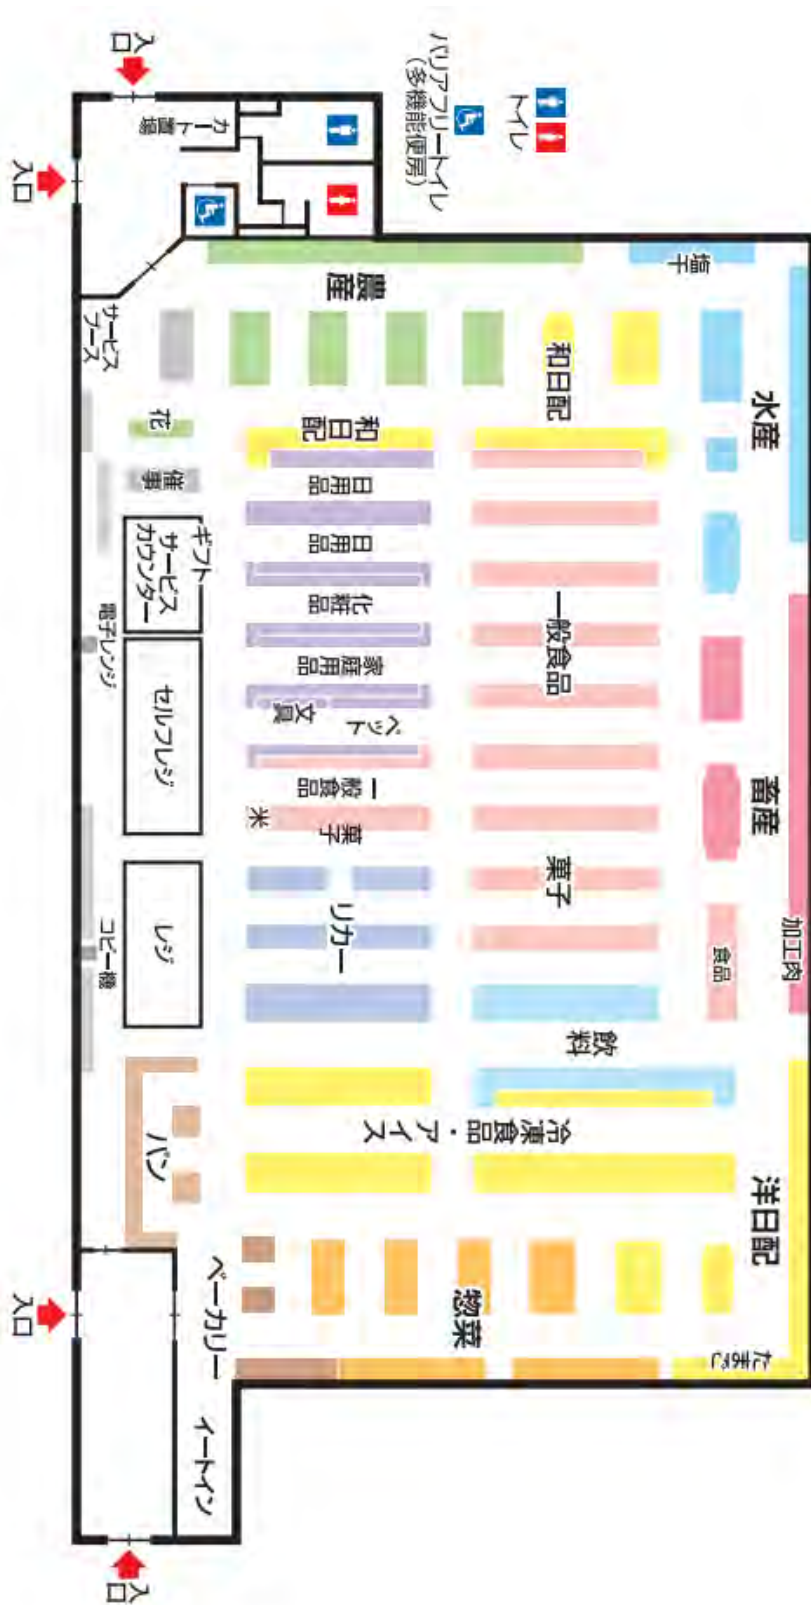 トイレ
バリアフリートイレ
(多機能便房)
入口
カート置場
入口
農産
塩干
サービス
ブース
和日配
水産
花
和日配
催事
日用品
ギフト
サービス
カウンター
日用品
化粧品
一般食品
電子レンジ
家庭用品
セルフレジ
文具
ペット
一般食品
畜産
米
菓子
菓子
リカー
レジ
コピー機
食品
加工肉
飲料
冷凍食品・アイス
パン
洋日配
ベーカリー
惣菜
たまご
入口
イートイン
入口